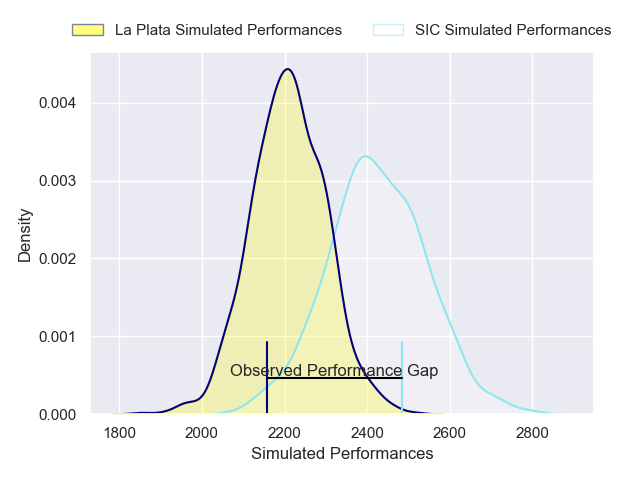 La Plata Simulated Performances
SIC Simulated Performances
0.004
0.003
0.002
0.001
0.000
Density
Observed Performance Gap
1800
2000
2200
2400
2600
2800
Simulated Performances